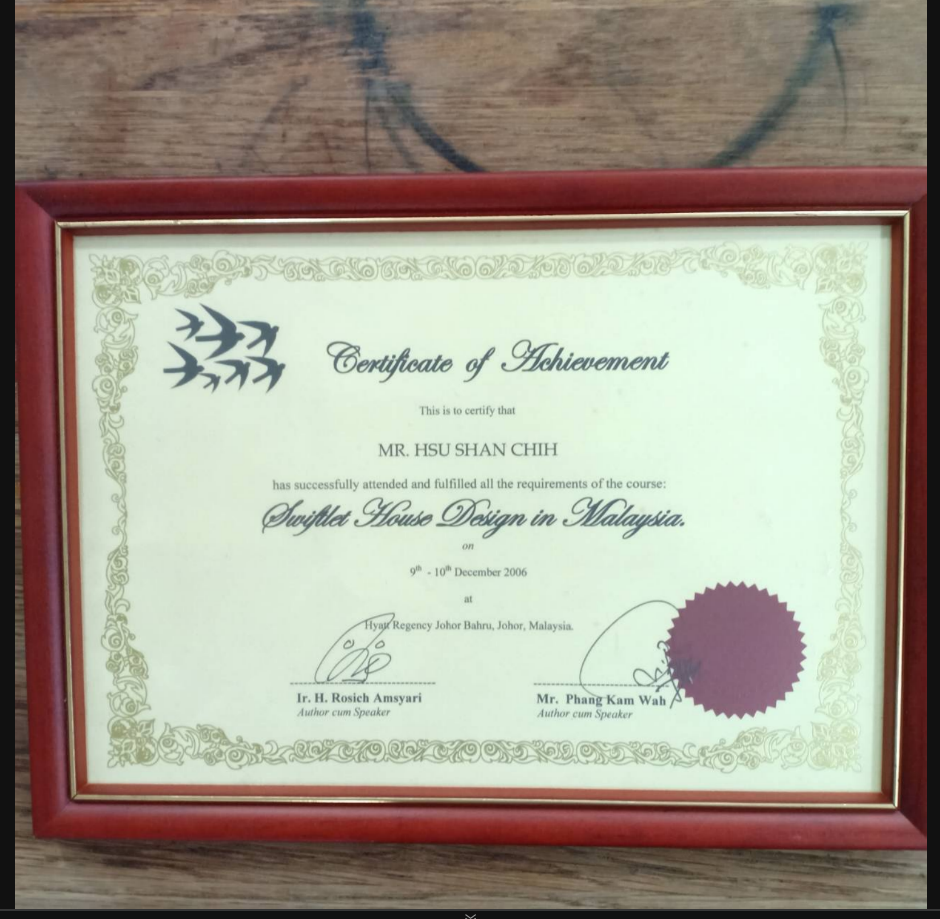 Certificate of Achievement
This is to certify that
MR. HSU SHAN CHIH
has successfully attended and fulfilled all the requirements of the course:
Swiftlet House Design in Malaysia.
on
9th - 10th December 2006
at
Hyatt Regency Johor Bahru, Johor, Malaysia.
Ir. H. Rosich Amsyari
Author cum Speaker
Mr. Phang Kam Wah
Author cum Speaker